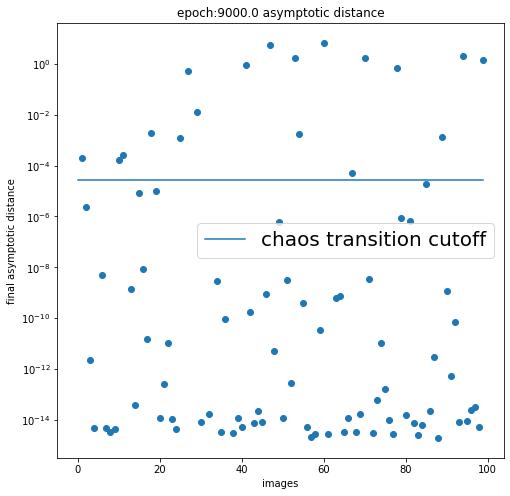 epoch:9000.0 asymptotic distance
final asymptotic distance
10⁰
10⁻²
10⁻⁴
10⁻⁶
10⁻⁸
10⁻¹⁰
10⁻¹²
10⁻¹⁴
chaos transition cutoff
0 20 40 60 80 100
images